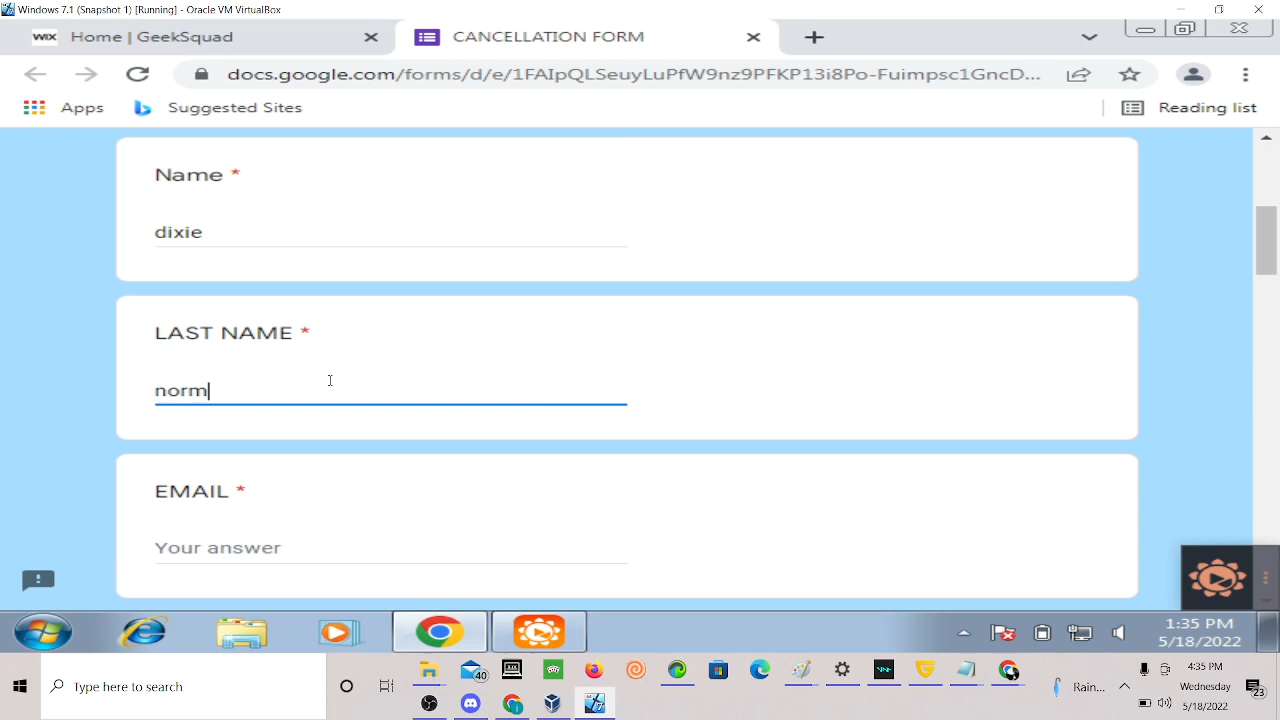 Windows 7.1 (Snapshot 1) [Running] - Oracle VM VirtualBox
WIX Home | GeekSquad
CANCELLATION FORM
docs.google.com/forms/d/e/1FAIpQLSeuyLuPfW9nz9PFKP13i8Po-Fuimpsc1GncD...
Apps
Suggested Sites
Reading list
Name *
dixie
LAST NAME *
norm
EMAIL *
Your answer
1:35 PM
5/18/2022
Type here to search
40
Rain...
4:35 PM
Wednesday
5/18/2022
23